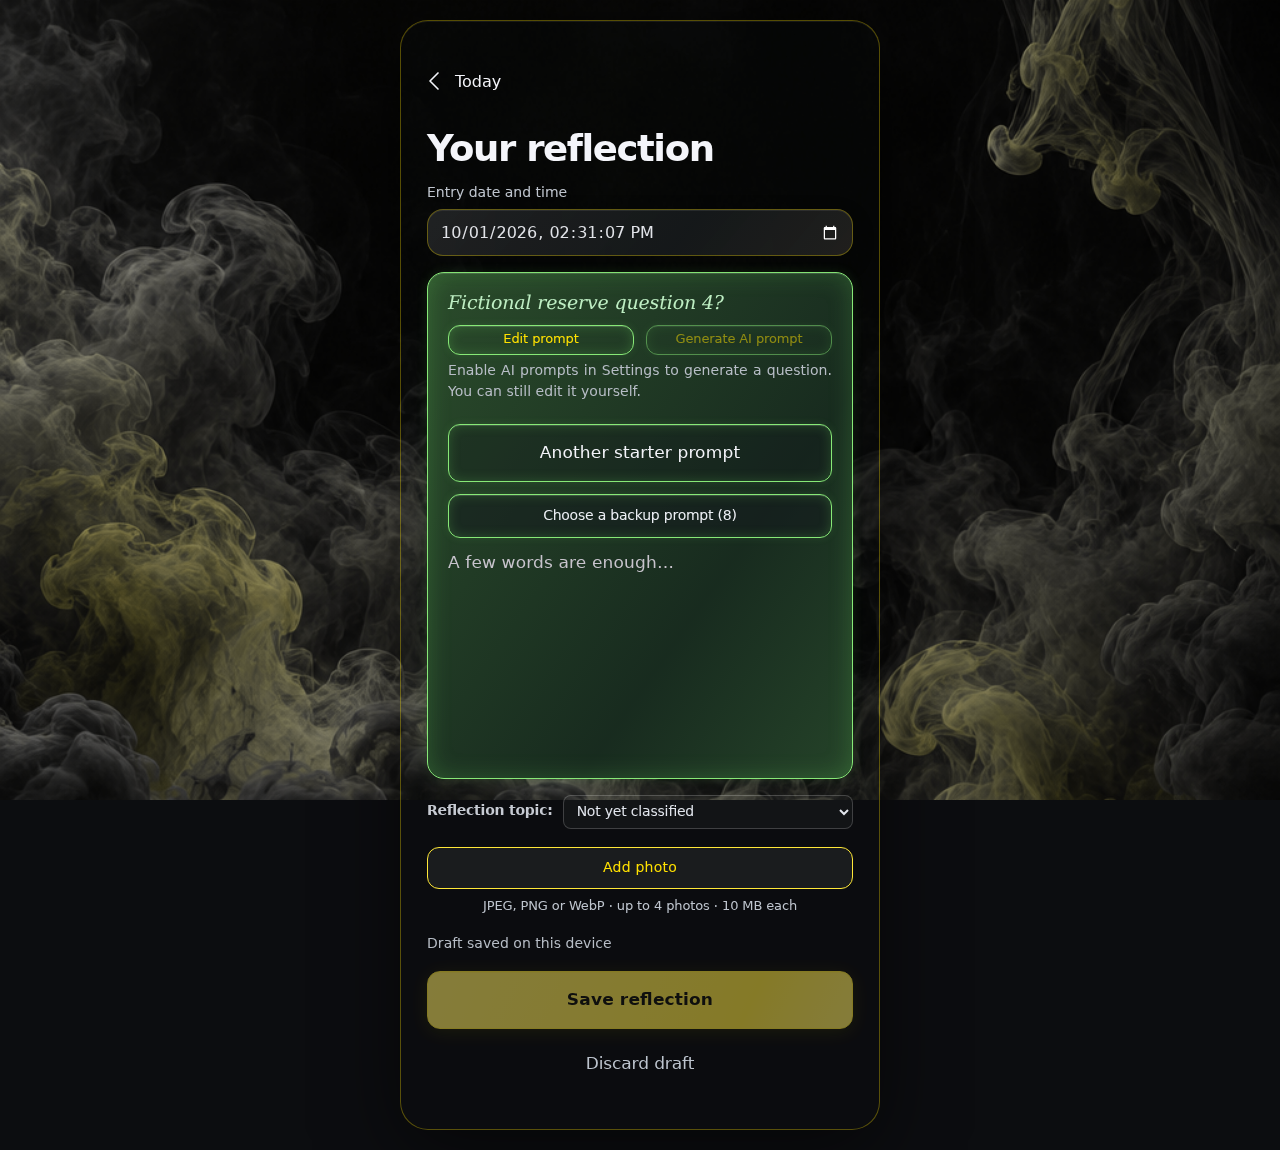 Today
Your reflection
Entry date and time
10/01/2026, 02:31:07 PM
Fictional reserve question 4?
Edit prompt
Generate AI prompt
Enable AI prompts in Settings to generate a question.
You can still edit it yourself.
Another starter prompt
Choose a backup prompt (8)
A few words are enough…
Reflection topic:
Not yet classified
Add photo
JPEG, PNG or WebP · up to 4 photos · 10 MB each
Draft saved on this device
Save reflection
Discard draft